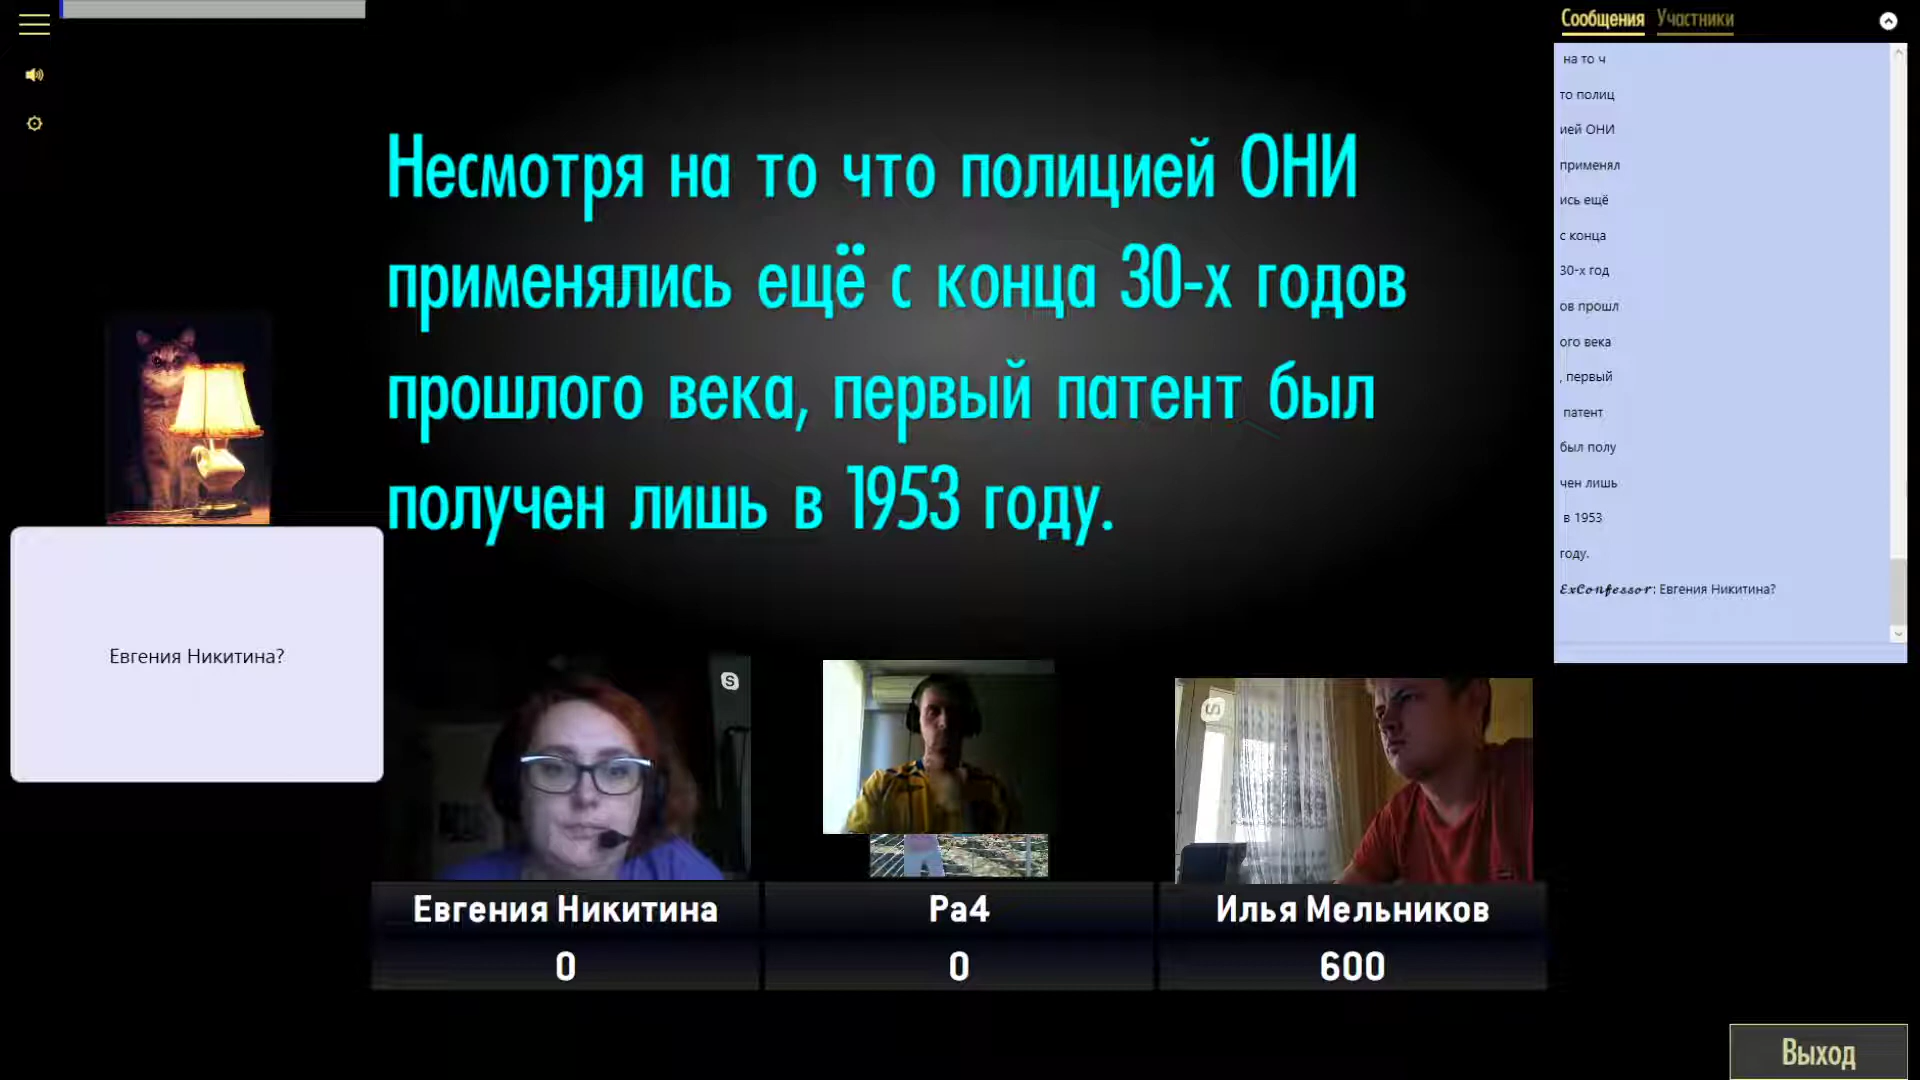 Сообщения Участники
Несмотря на то что полицией ОНИ
применялись ещё с конца 30-х годов
прошлого века, первый патент был
получен лишь в 1953 году.
на то ч
то полиц
ией ОНИ
применял
ись ещё
с конца
30-х год
ов прошл
ого века
, первый
патент
был полу
чен лишь
в 1953
году.
ExConfessor: Евгения Никитина?
Евгения Никитина?
Евгения Никитина
0
Ра4
0
Илья Мельников
600
Выход